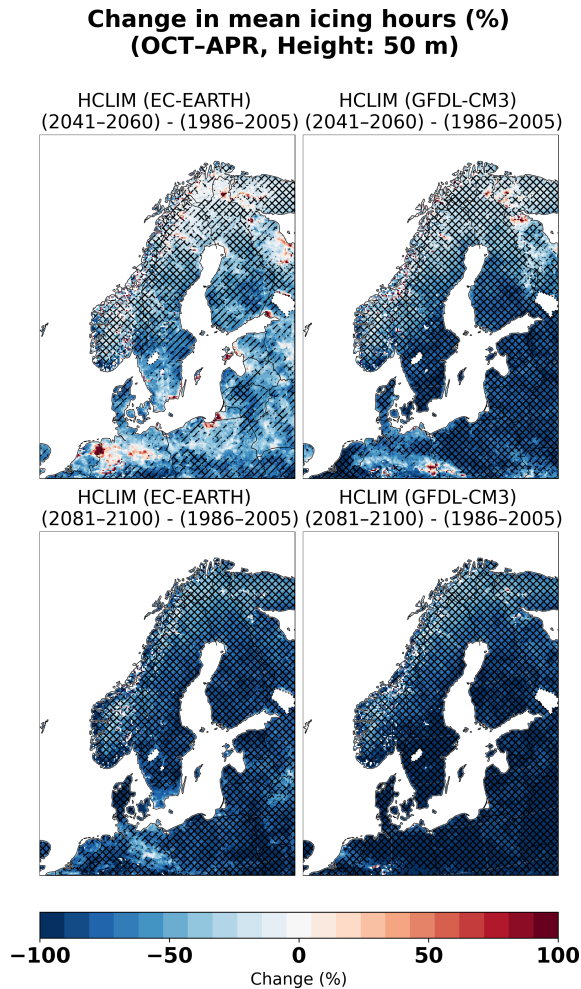 Change in mean icing hours (%)
(OCT–APR, Height: 50 m)
HCLIM (EC-EARTH)
(2041–2060) - (1986–2005)
HCLIM (GFDL-CM3)
(2041–2060) - (1986–2005)
HCLIM (EC-EARTH)
(2081–2100) - (1986–2005)
HCLIM (GFDL-CM3)
(2081–2100) - (1986–2005)
−100 −50 0 50 100
Change (%)